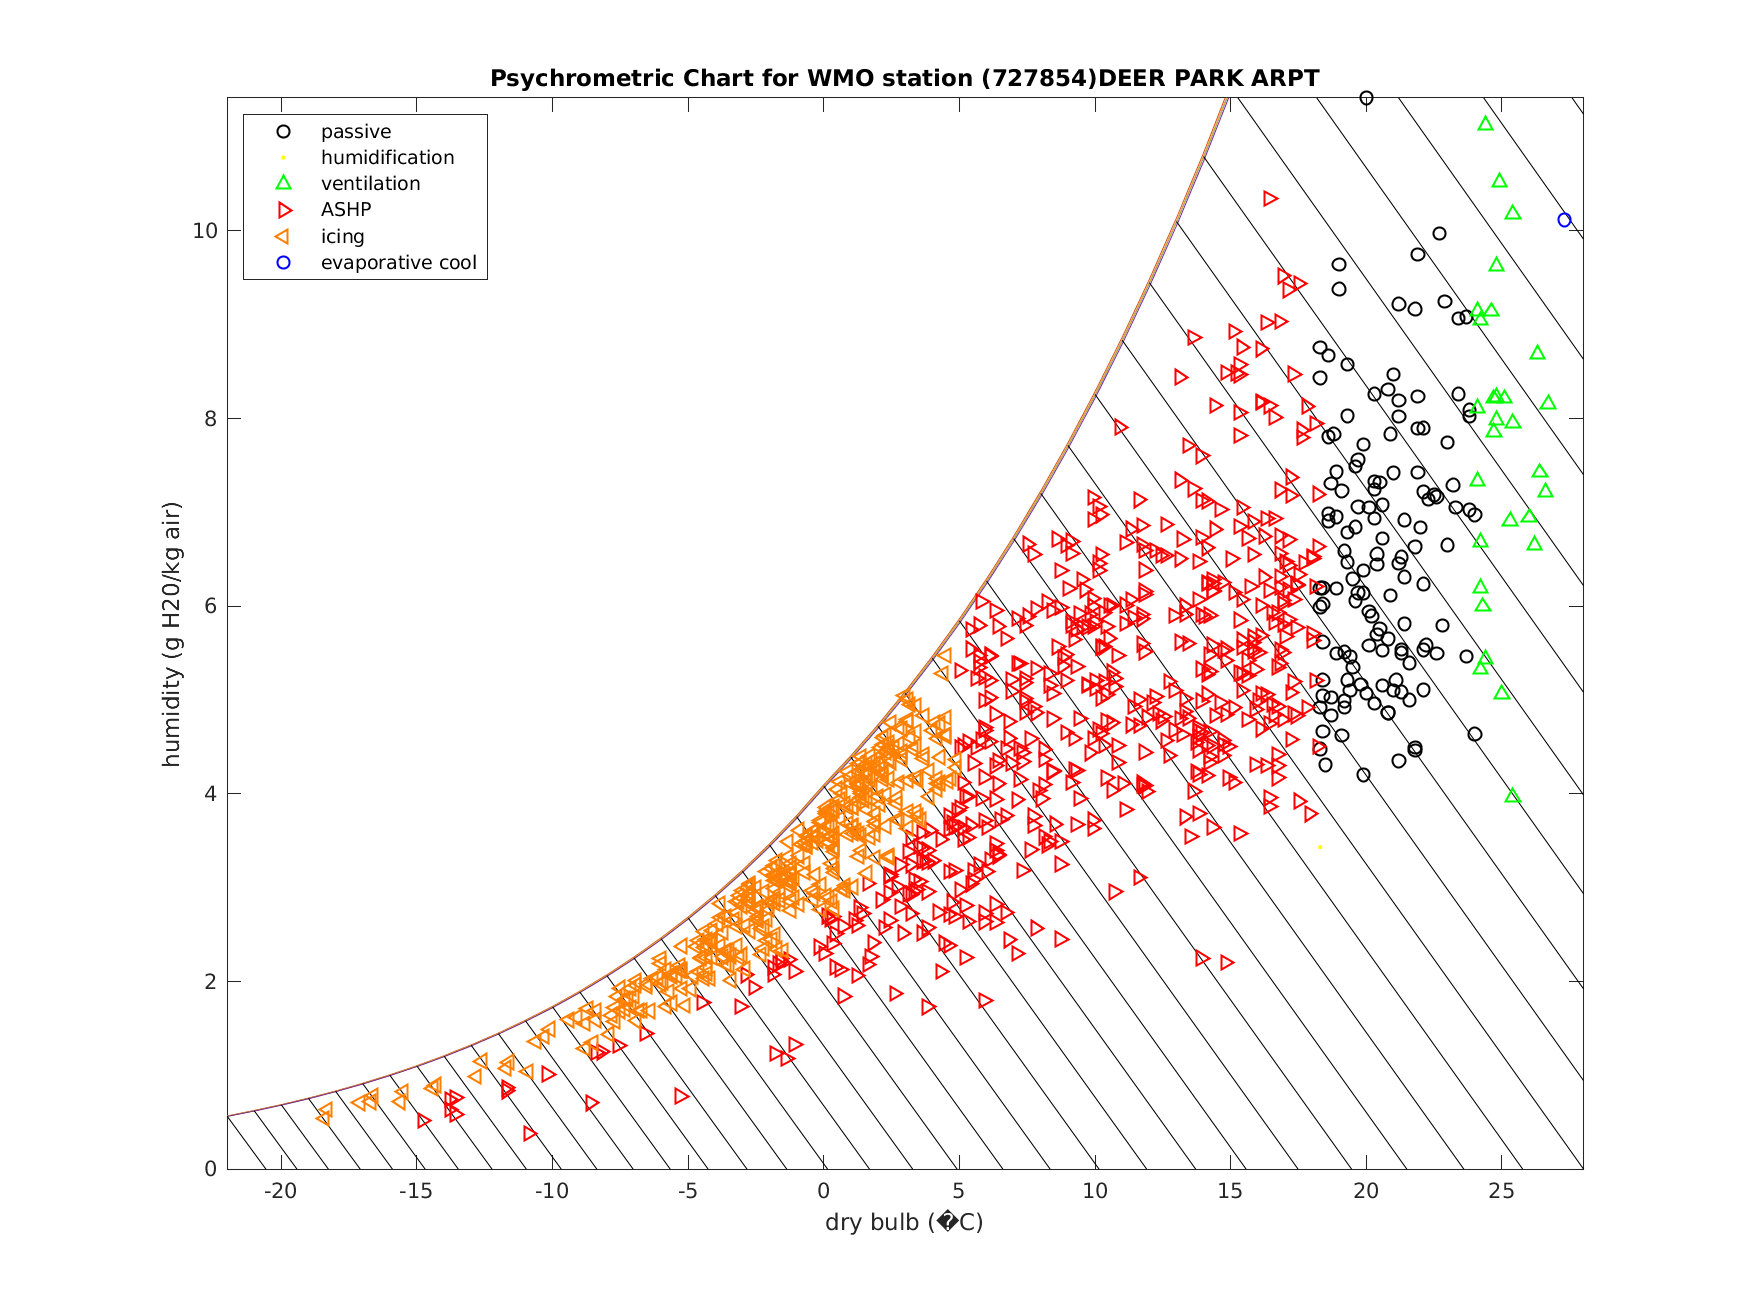 Psychrometric Chart for WMO station (727854)DEER PARK ARPT
passive
humidification
ventilation
ASHP
icing
evaporative cool
humidity (g H20/kg air)
10
8
6
4
2
0
-20 -15 -10 -5 0 5 10 15 20 25
dry bulb (�C)